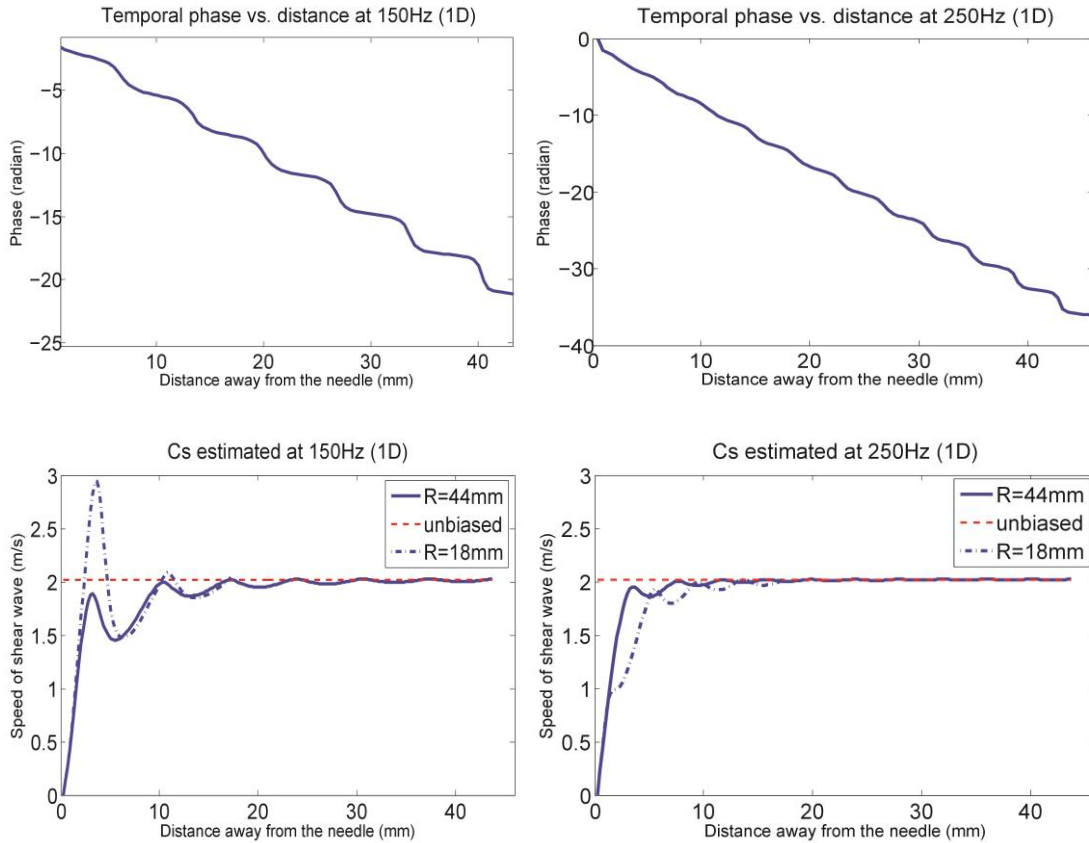 Temporal phase vs. distance at 150Hz (1D)
Phase (radian)
−5
−10
−15
−20
−25
10
20
30
40
Distance away from the needle (mm)
Temporal phase vs. distance at 250Hz (1D)
Phase (radian)
0
−10
−20
−30
−40
0
10
20
30
40
Distance away from the needle (mm)
Cs estimated at 150Hz (1D)
Speed of shear wave (m/s)
3
2.5
2
1.5
1
0.5
0
R=44mm
unbiased
R=18mm
0
10
20
30
40
Distance away from the needle (mm)
Cs estimated at 250Hz (1D)
Speed of shear wave (m/s)
3
2.5
2
1.5
1
0.5
0
R=44mm
unbiased
R=18mm
0
10
20
30
40
Distance away from the needle (mm)